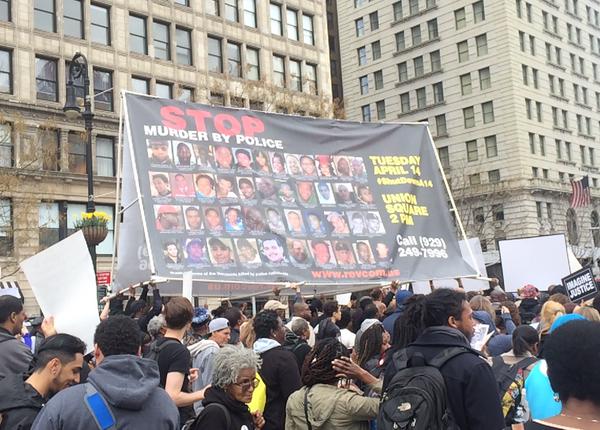 STOP
MURDER BY POLICE
TUESDAY
APRIL 14
#ShutDownA14
UNION
SQUARE
2 PM
Call (929)
249-7996
www.revcom.us
IMAGINE
JUSTICE